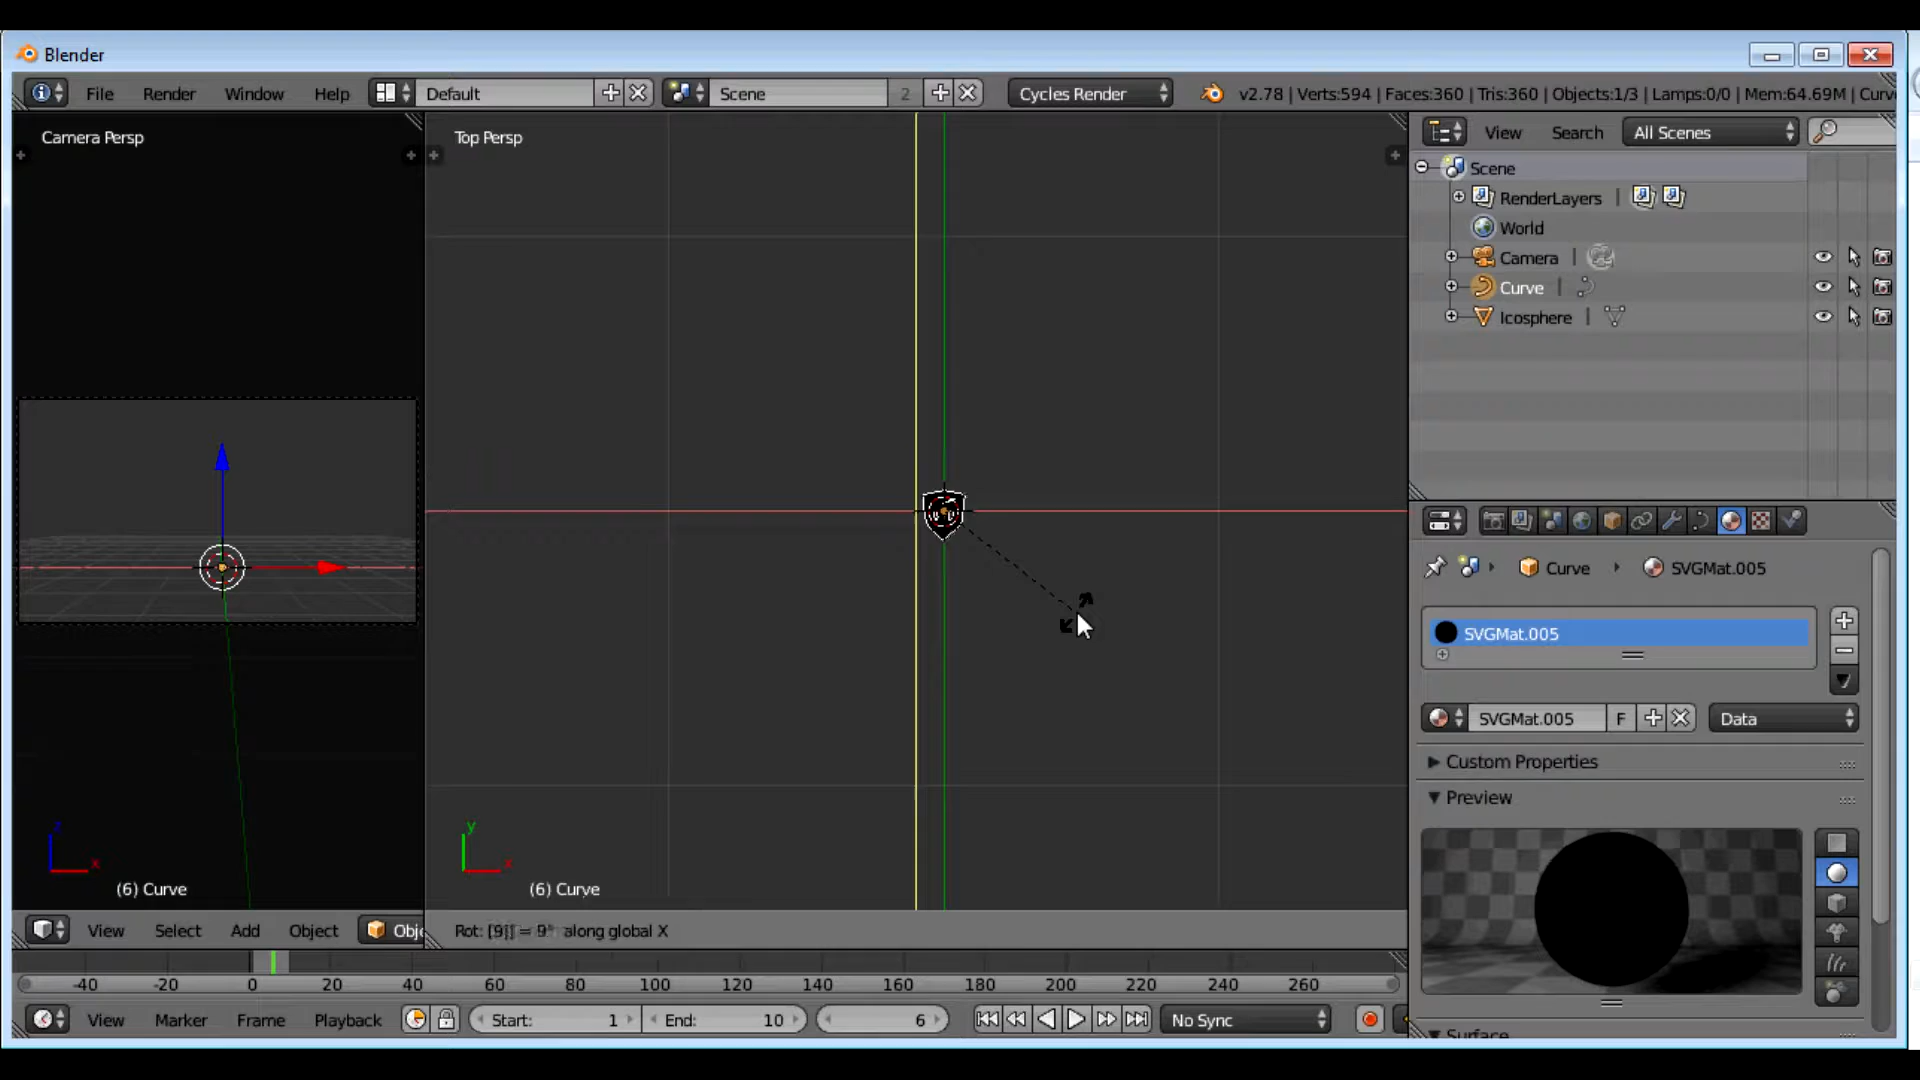 Blender
File Render Window Help Default Scene 2 Cycles Render v2.78 | Verts:594 | Faces:360 | Tris:360 | Objects:1/3 | Lamps:0/0 | Mem:64.69M | Curv
Camera Persp
Top Persp
View Search All Scenes
Scene
RenderLayers
World
Camera
Curve
Icosphere
Curve SVGMat.005
SVGMat.005
SVGMat.005 F Data
Custom Properties
Preview
Surface
z
x
(6) Curve
y
x
(6) Curve
View Select Add Object Obje
Rot: [9|] = 9° along global X
-40 -20 0 20 40 60 80 100 120 140 160 180 200 220 240 260
View Marker Frame Playback Start: 1 End: 10 6 No Sync